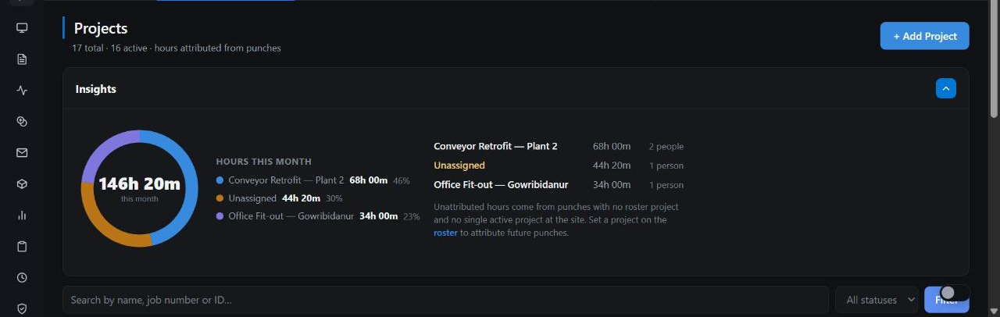 Projects
17 total · 16 active · hours attributed from punches
+ Add Project
Insights
146h 20m
this month
HOURS THIS MONTH
Conveyor Retrofit — Plant 2 68h 00m 46%
Unassigned 44h 20m 30%
Office Fit-out — Gowribidanur 34h 00m 23%
Conveyor Retrofit — Plant 2 68h 00m 2 people
Unassigned 44h 20m 1 person
Office Fit-out — Gowribidanur 34h 00m 1 person
Unattributed hours come from punches with no roster project
and no single active project at the site. Set a project on the
roster to attribute future punches.
Search by name, job number or ID...
All statuses